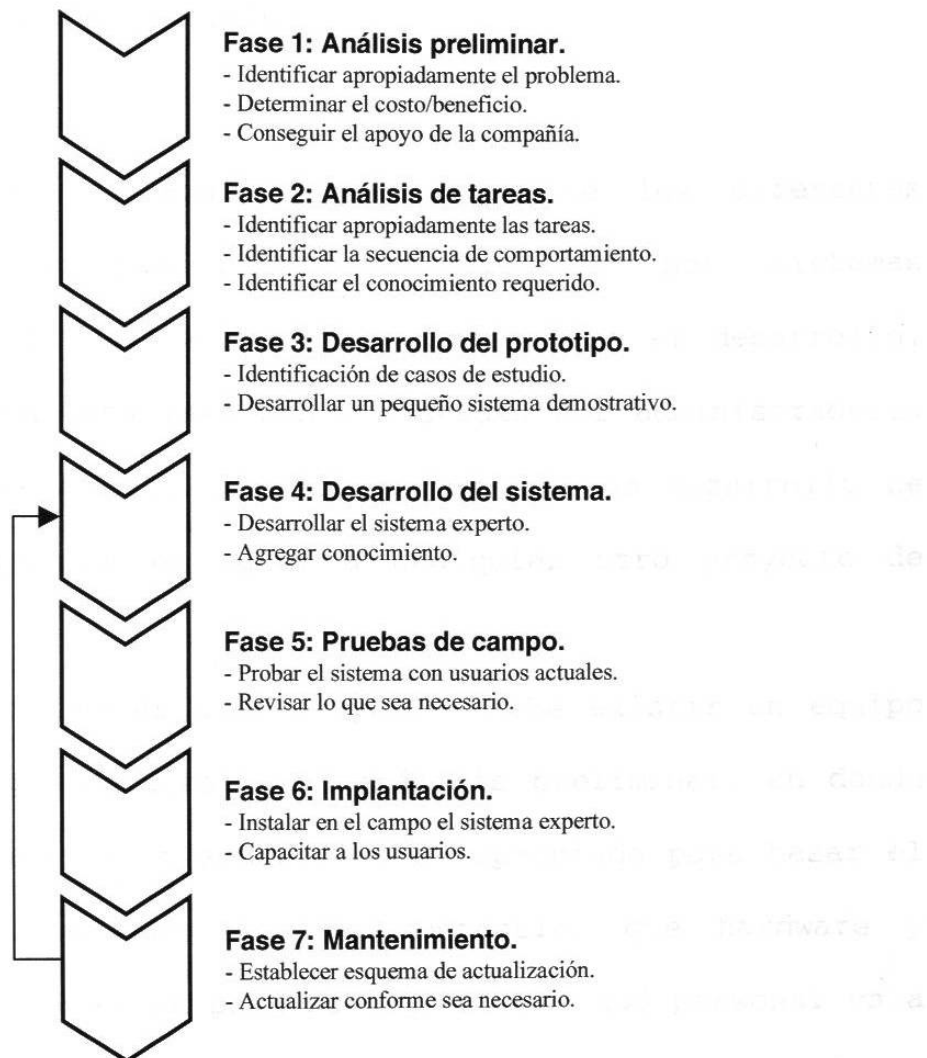 Fase 1: Análisis preliminar.
- Identificar apropiadamente el problema.
- Determinar el costo/beneficio.
- Conseguir el apoyo de la compañía.
Fase 2: Análisis de tareas.
- Identificar apropiadamente las tareas.
- Identificar la secuencia de comportamiento.
- Identificar el conocimiento requerido.
Fase 3: Desarrollo del prototipo.
- Identificación de casos de estudio.
- Desarrollar un pequeño sistema demostrativo.
Fase 4: Desarrollo del sistema.
- Desarrollar el sistema experto.
- Agregar conocimiento.
Fase 5: Pruebas de campo.
- Probar el sistema con usuarios actuales.
- Revisar lo que sea necesario.
Fase 6: Implantación.
- Instalar en el campo el sistema experto.
- Capacitar a los usuarios.
Fase 7: Mantenimiento.
- Establecer esquema de actualización.
- Actualizar conforme sea necesario.